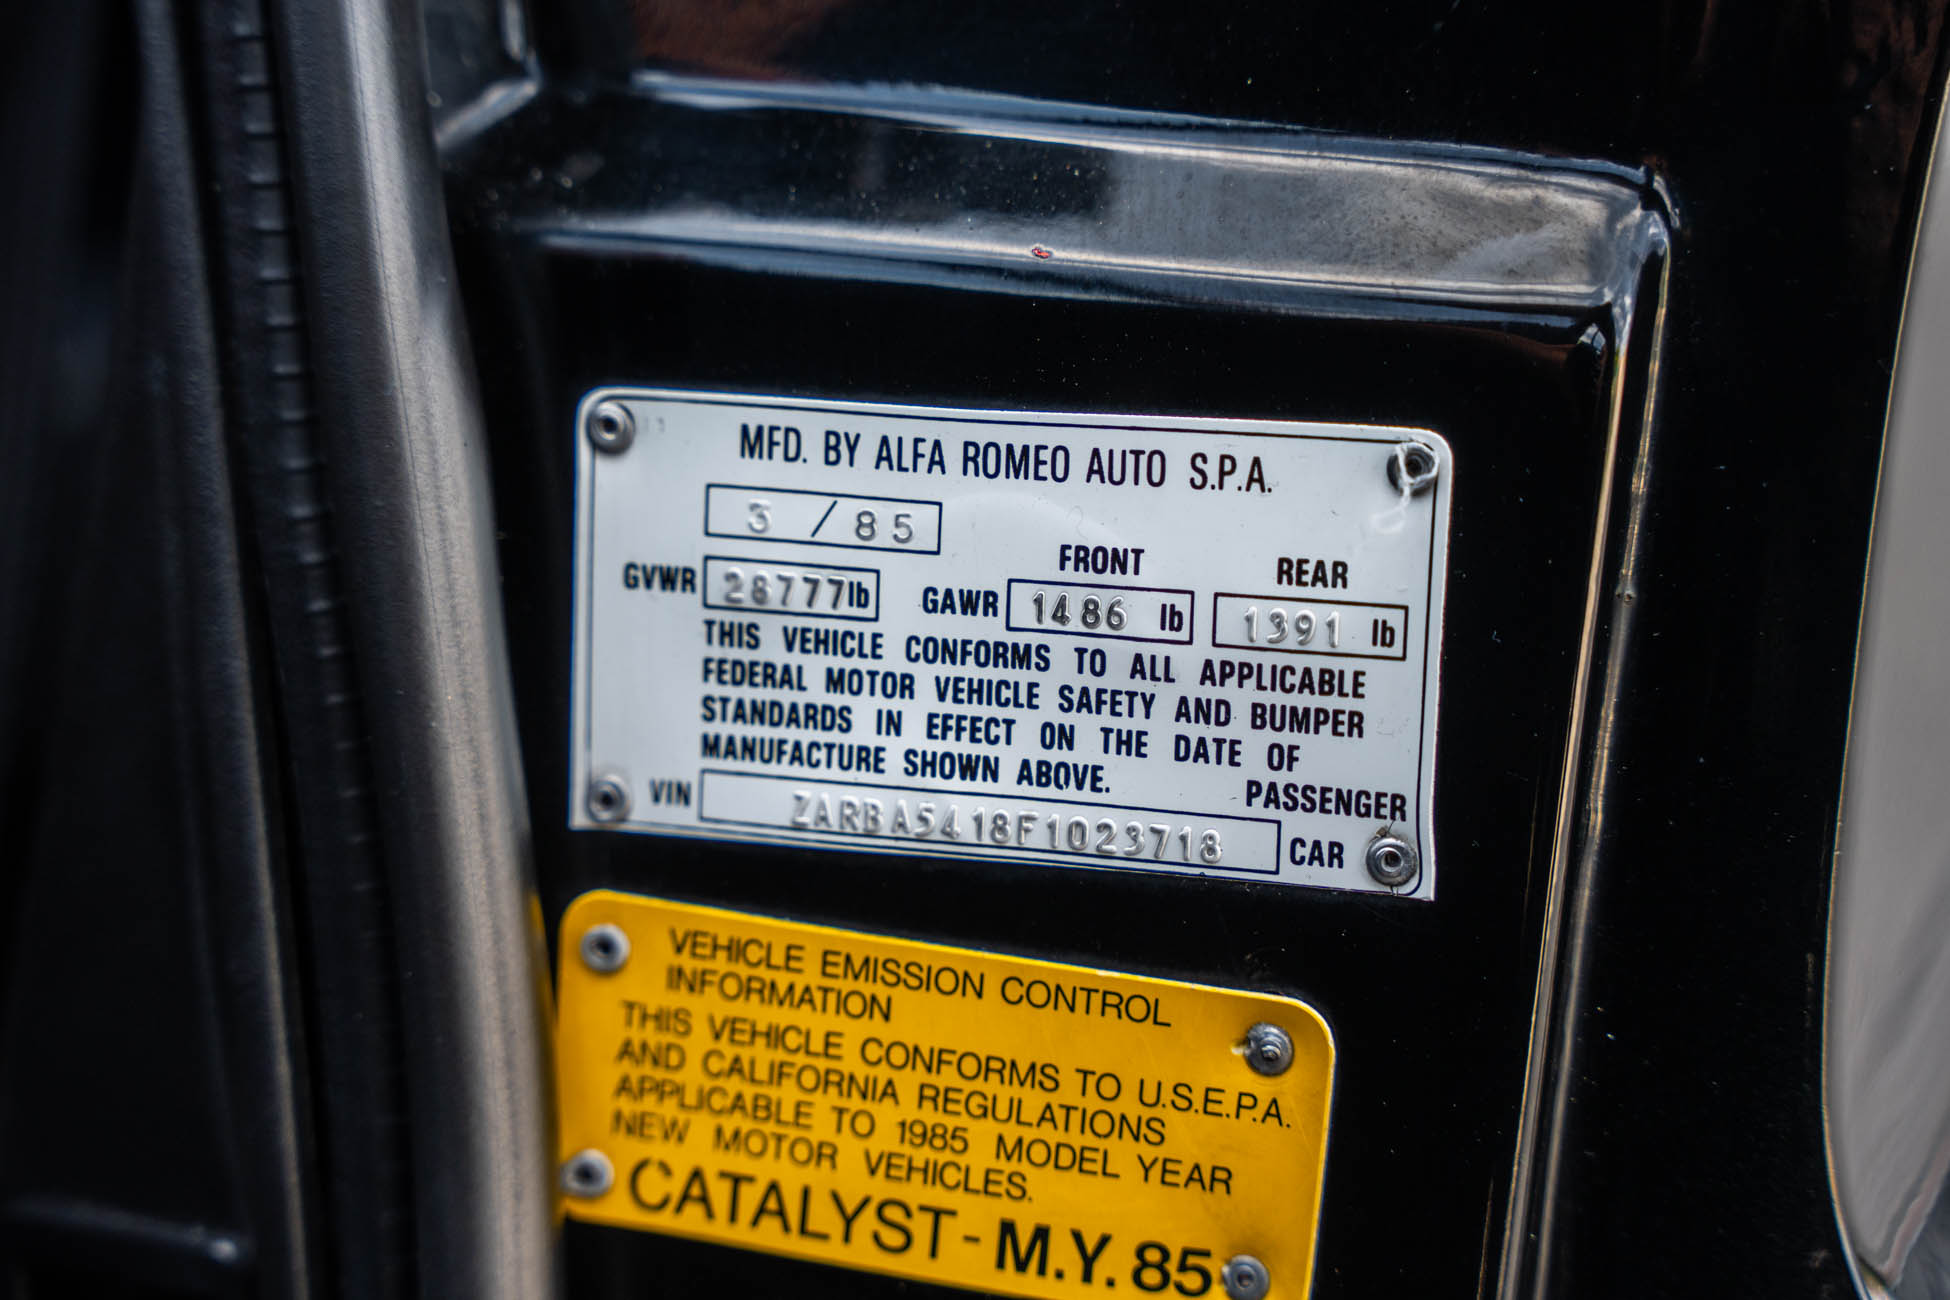 MFD. BY ALFA ROMEO AUTO S.P.A.
3 / 85
FRONT REAR
GVWR 28777lb GAWR 1486 lb 1391 lb
THIS VEHICLE CONFORMS TO ALL APPLICABLE
FEDERAL MOTOR VEHICLE SAFETY AND BUMPER
STANDARDS IN EFFECT ON THE DATE OF
MANUFACTURE SHOWN ABOVE.
PASSENGER
VIN ZARBA5418F1023718 CAR
VEHICLE EMISSION CONTROL
INFORMATION
THIS VEHICLE CONFORMS TO U.S.E.P.A.
AND CALIFORNIA REGULATIONS
APPLICABLE TO 1985 MODEL YEAR
NEW MOTOR VEHICLES.
CATALYST - M.Y. 85